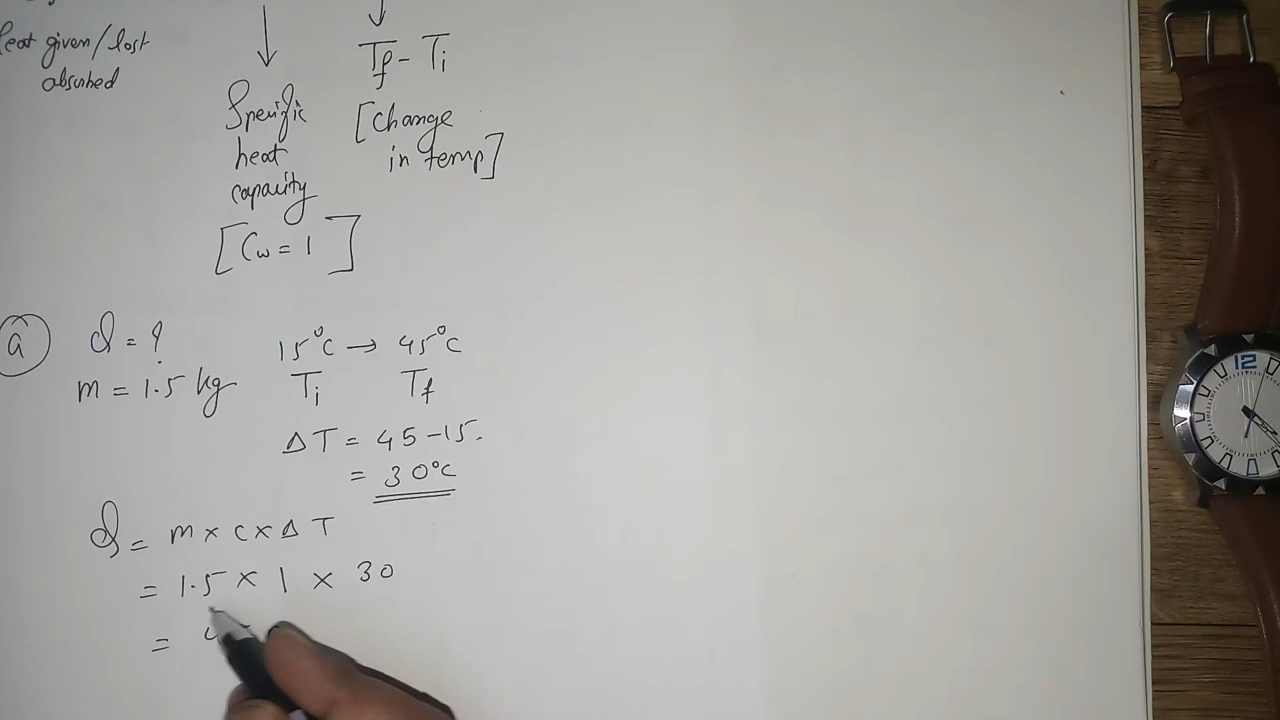 Heat given/lost
absorbed
Tf - Ti
Specific
heat
capacity
[Change
in temp]
[Cw = 1]
(a) Q = ?
m = 1.5 kg
15°C → 45°C
Ti Tf
ΔT = 45 - 15.
= 30°C
Q = m × c × Δ T
= 1.5 × 1 × 30
=
12